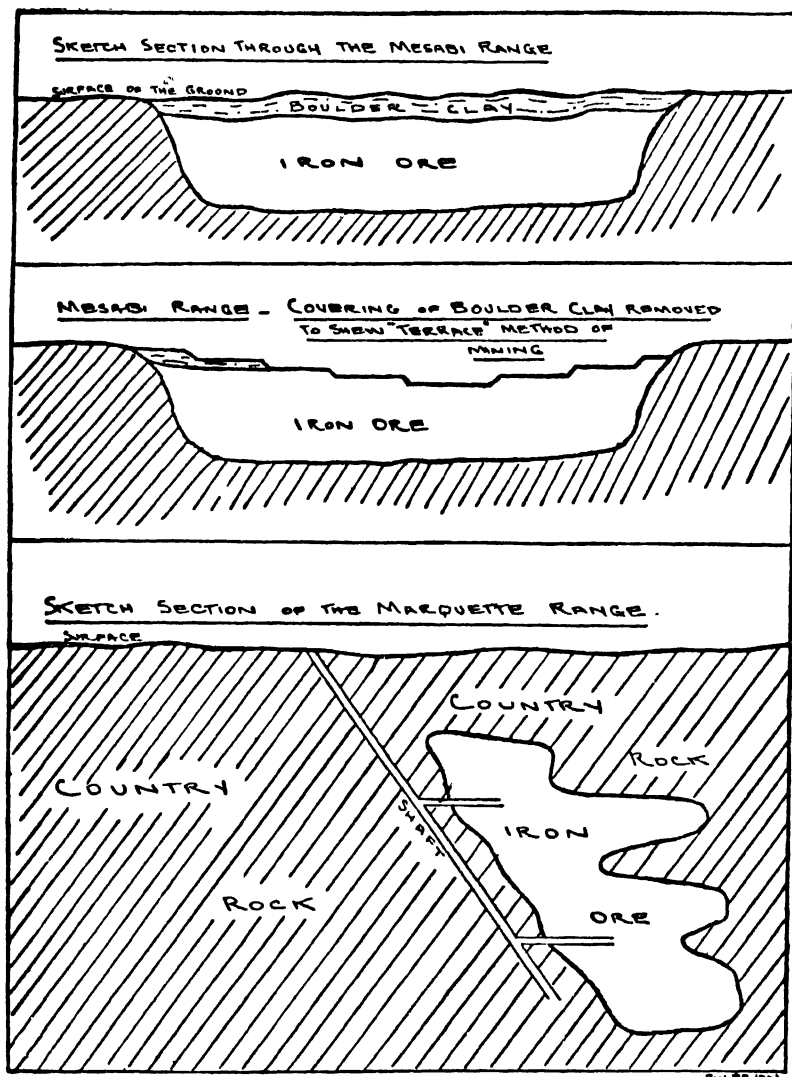 SKETCH SECTION THROUGH THE MESABI RANGE
SURFACE OF THE GROUND
BOULDER CLAY
IRON ORE
MESABI RANGE - COVERING OF BOULDER CLAY REMOVED
TO SHEW "TERRACE" METHOD OF
MINING
IRON ORE
SKETCH SECTION OF THE MARQUETTE RANGE.
SURFACE
COUNTRY
ROCK
COUNTRY
SHAFT
IRON
ROCK
ORE